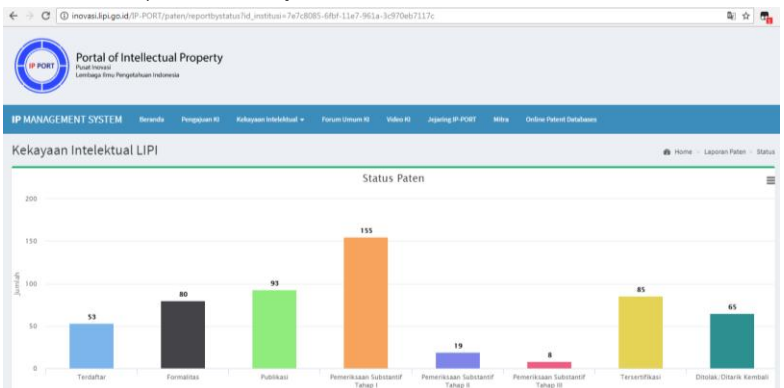 inovasi.lipi.go.id/IP-PORT/paten/reportbystatus?id_institusi=7e7c8085-6fbf-11e7-961a-3c970eb7117c
IP PORT
Portal of Intellectual Property
Pusat Inovasi
Lembaga Ilmu Pengetahuan Indonesia
IP MANAGEMENT SYSTEM Beranda Pengajuan KI Kekayaan Intelektual Forum Umum KI Video KI Jejaring IP-PORT Mitra Online Patent Databases
Kekayaan Intelektual LIPI
Home > Laporan Paten > Status
Status Paten
Jumlah
200
150
100
50
0
53
80
93
155
19
8
85
65
Terdaftar
Formalitas
Publikasi
Pemeriksaan Substantif
Tahap I
Pemeriksaan Substantif
Tahap II
Pemeriksaan Substantif
Tahap III
Tersertifikasi
Ditolak/Ditarik Kembali